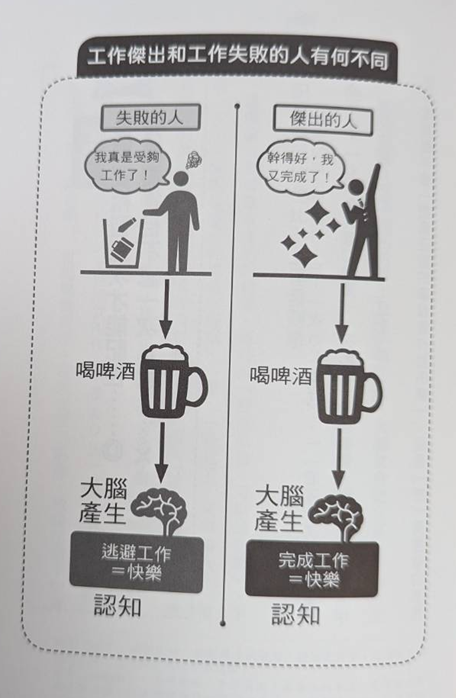 工作傑出和工作失敗的人有何不同
失敗的人
我真是受夠
工作了！
喝啤酒
大腦
產生
逃避工作
＝快樂
認知
傑出的人
幹得好，我
又完成了！
喝啤酒
大腦
產生
完成工作
＝快樂
認知